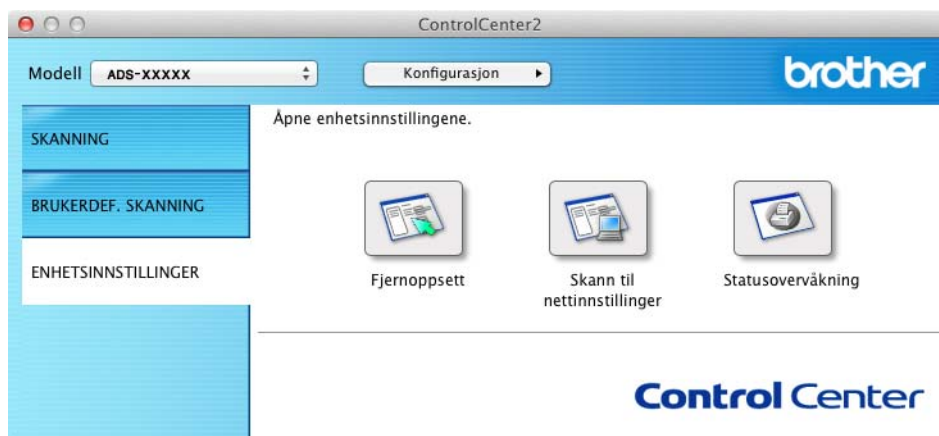 ControlCenter2
Modell ADS-XXXXX Konfigurasjon brother
SKANNING
BRUKERDEF. SKANNING
ENHETSINNSTILLINGER
Åpne enhetsinnstillingene.
Fjernoppsett
Skann til
nettinnstillinger
Statusovervåkning
Control Center